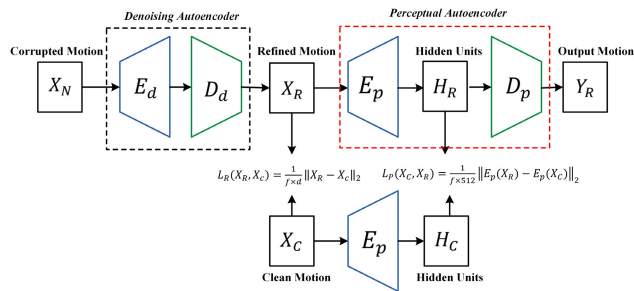 Denoising Autoencoder
Perceptual Autoencoder
Corrupted Motion
Refined Motion
Hidden Units
Output Motion
X_N
E_d
D_d
X_R
E_p
H_R
D_p
Y_R
L_R(X_R, X_c) = 1/(f×d) ‖X_R − X_c‖_2
L_P(X_C, X_R) = 1/(f×512) ‖E_p(X_R) − E_p(X_C)‖_2
X_C
E_p
H_C
Clean Motion
Hidden Units